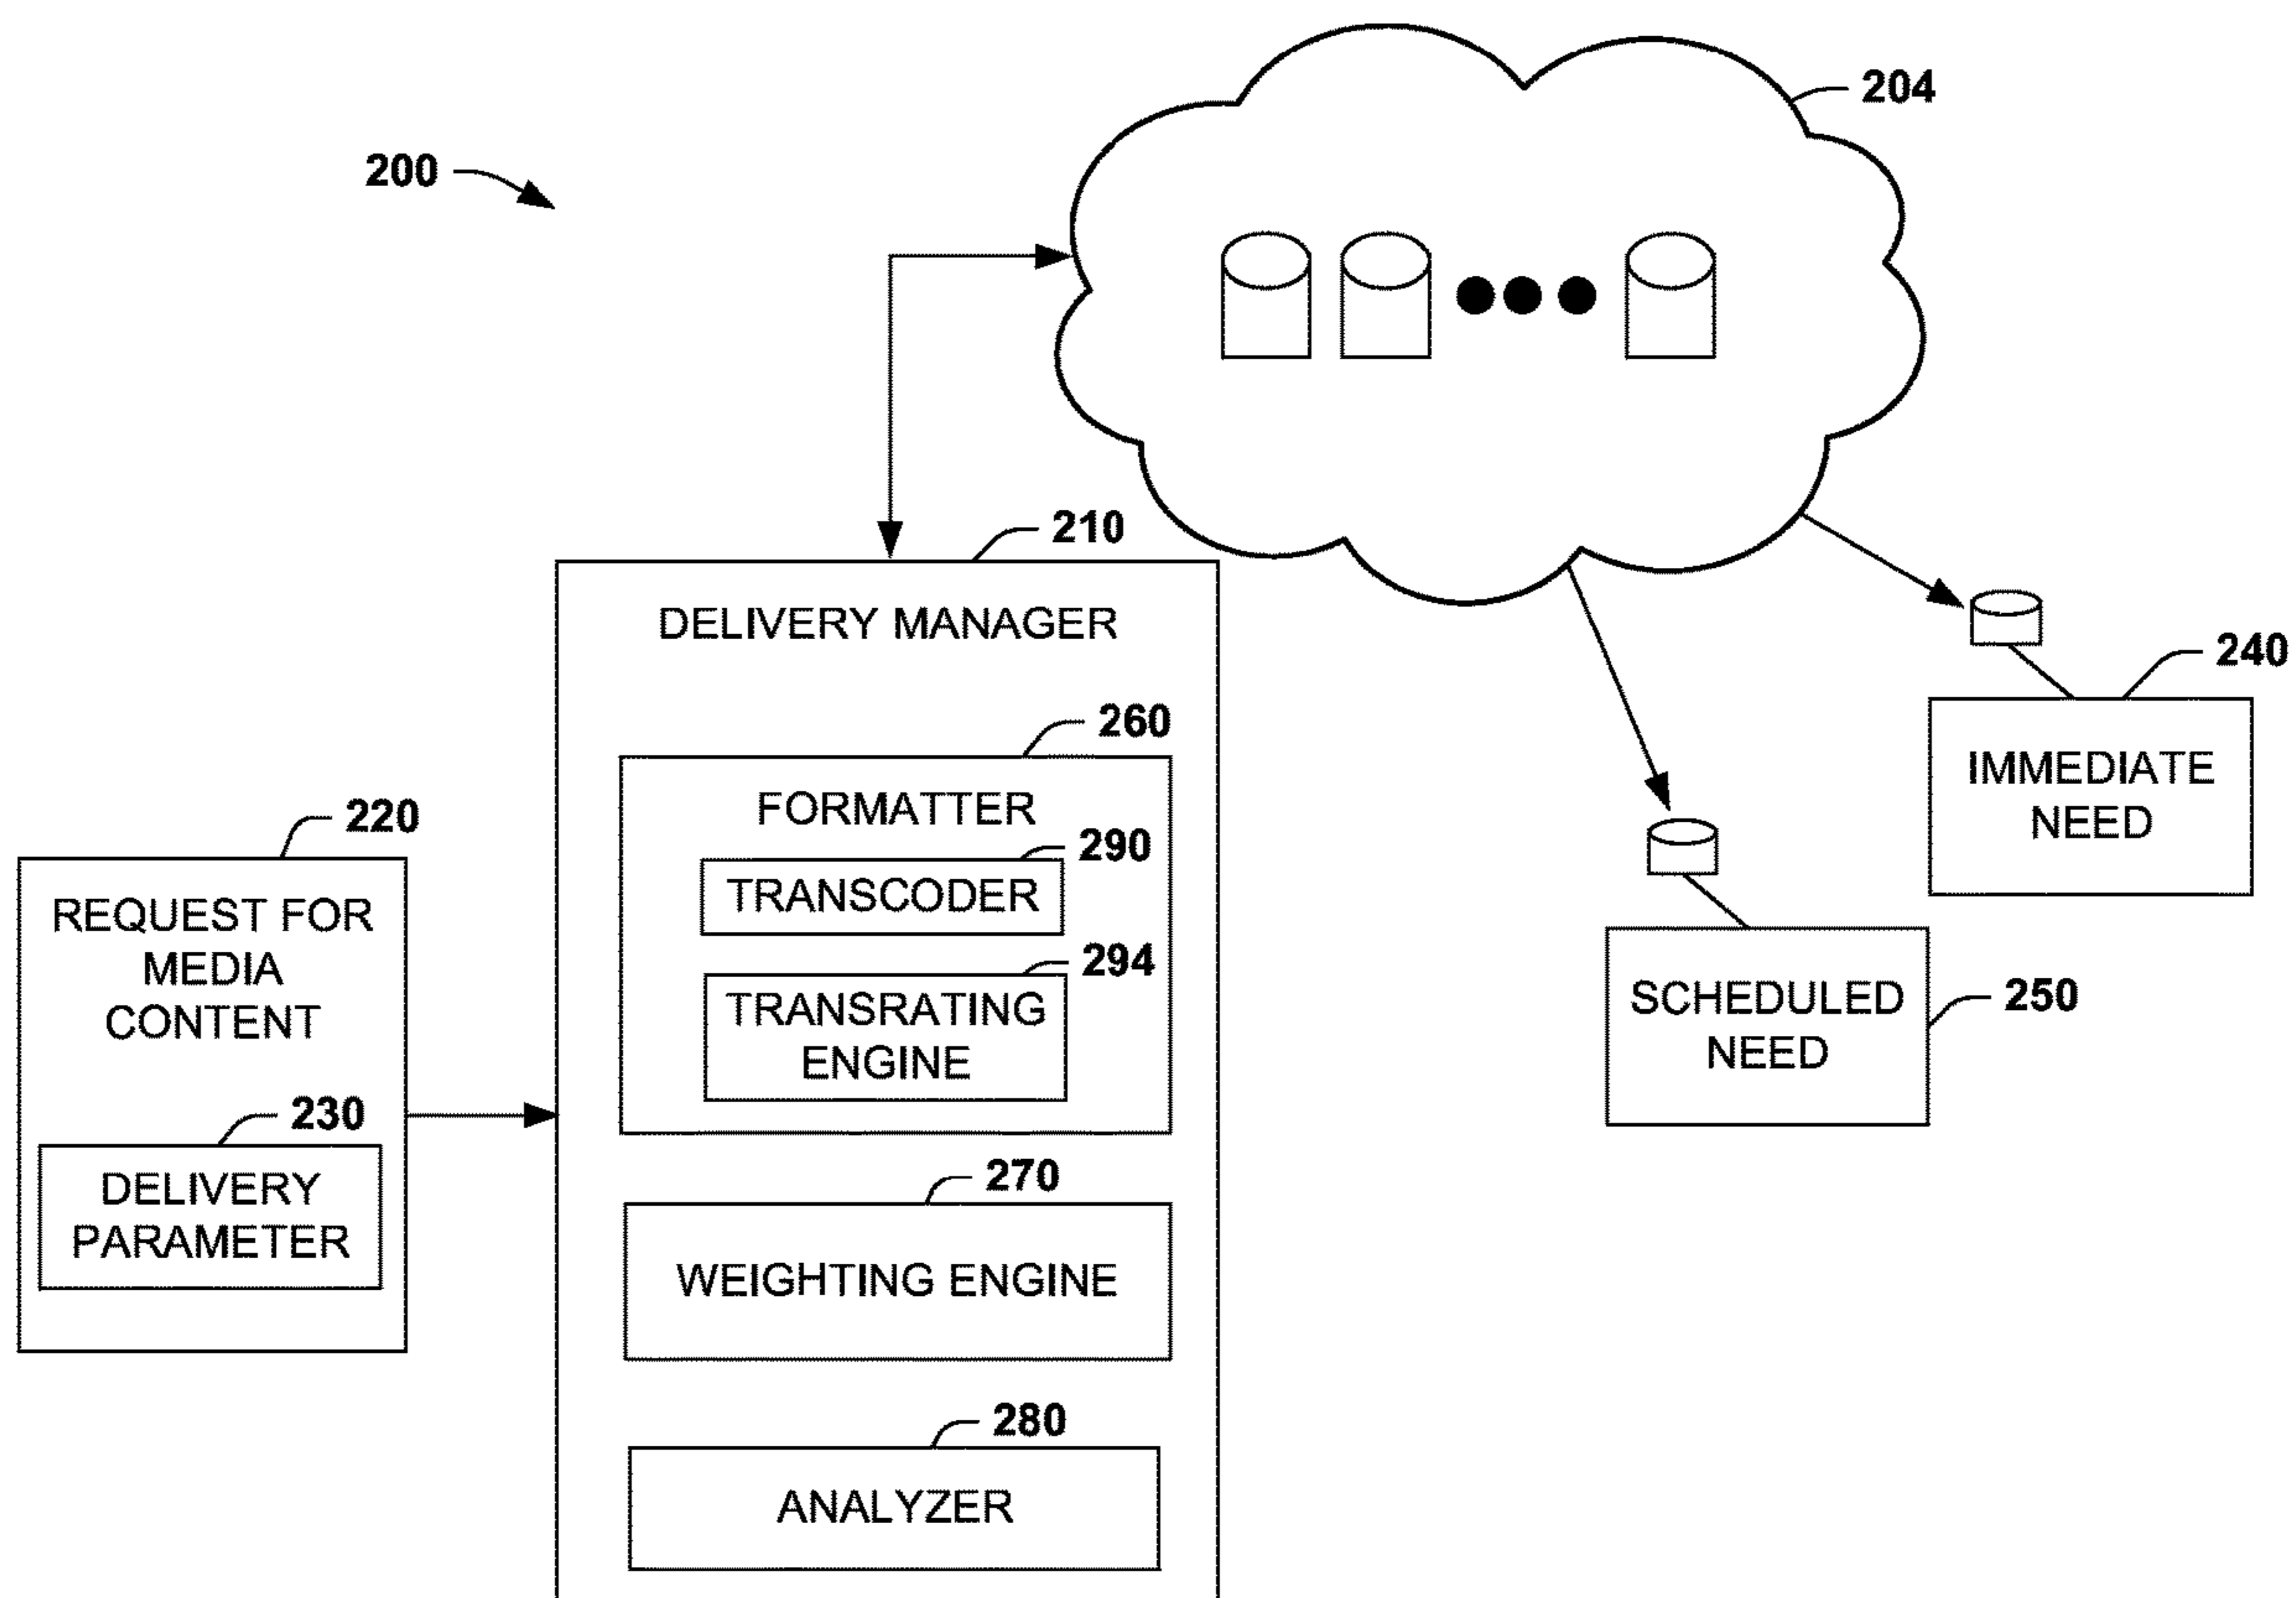 204
200
210
DELIVERY MANAGER
240
IMMEDIATE
NEED
260
FORMATTER
290
TRANSCODER
294
TRANSRATING
ENGINE
220
REQUEST FOR
MEDIA
CONTENT
230
DELIVERY
PARAMETER
SCHEDULED
NEED
250
270
WEIGHTING ENGINE
280
ANALYZER